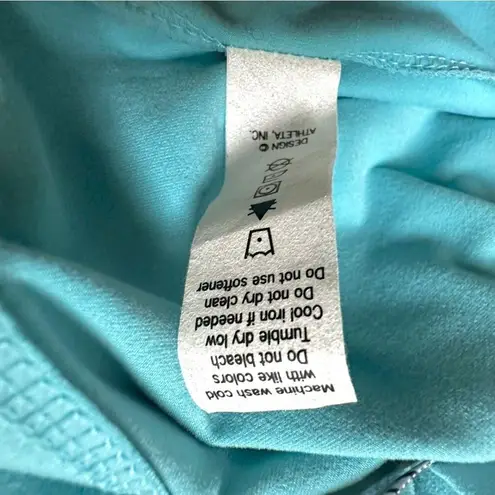 Machine wash cold
with like colors
Do not bleach
Tumble dry low
Cool iron if needed
Do not dry clean
Do not use softener
DESIGN ©
ATHLETA, INC.